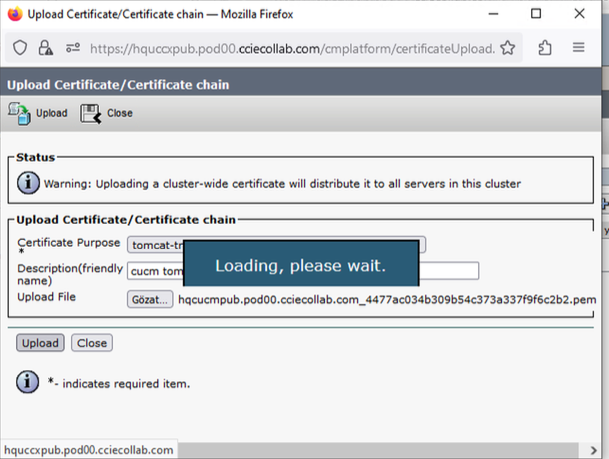 Upload Certificate/Certificate chain — Mozilla Firefox
https://hquccxpub.pod00.cciecollab.com/cmplatform/certificateUpload.
Upload Certificate/Certificate chain
Upload Close
Status
Warning: Uploading a cluster-wide certificate will distribute it to all servers in this cluster
Upload Certificate/Certificate chain
Certificate Purpose tomcat-tr
*
Loading, please wait.
Description(friendly name) cucm tom
Upload File Gözat... hqcucmpub.pod00.cciecollab.com_4477ac034b309b54c373a337f9f6c2b2.pem
Upload Close
*- indicates required item.
hquccxpub.pod00.cciecollab.com